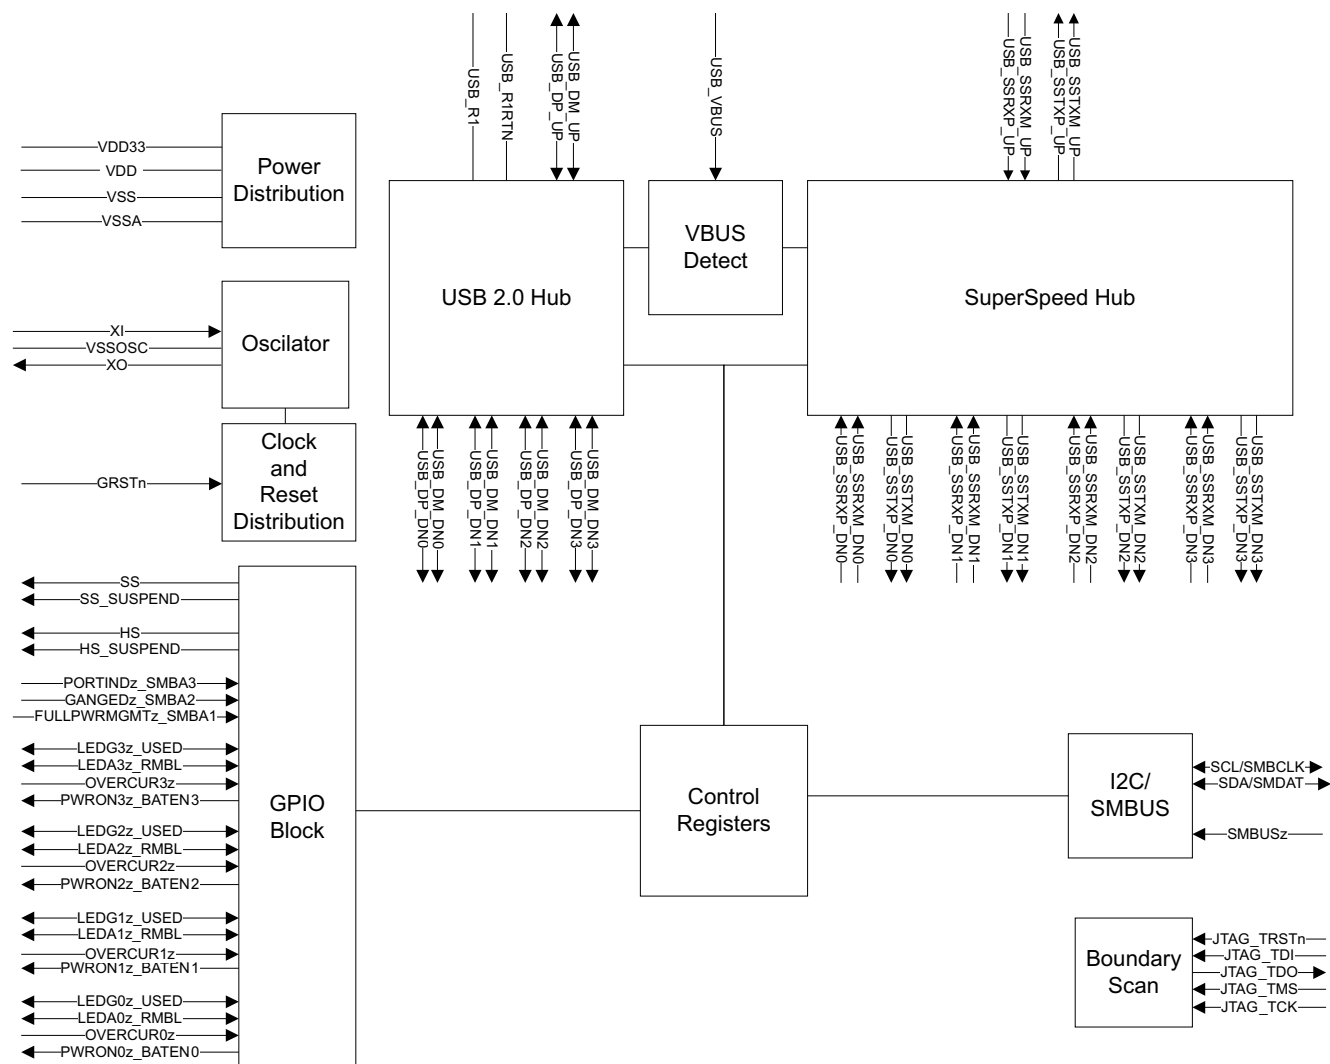 USB_R1
USB_R1RTN
USB_DP_UP
USB_DM_UP
USB_VBUS
USB_SSRXP_UP
USB_SSRXM_UP
USB_SSTXP_UP
USB_SSTXM_UP
VDD33
VDD
VSS
VSSA
Power
Distribution
USB 2.0 Hub
VBUS
Detect
SuperSpeed Hub
XI
VSSOSC
XO
Oscilator
GRSTn
Clock
and
Reset
Distribution
USB_DP_DN0
USB_DM_DN0
USB_DP_DN1
USB_DM_DN1
USB_DP_DN2
USB_DM_DN2
USB_DP_DN3
USB_DM_DN3
USB_SSRXP_DN0
USB_SSRXM_DN0
USB_SSTXP_DN0
USB_SSTXM_DN0
USB_SSRXP_DN1
USB_SSRXM_DN1
USB_SSTXP_DN1
USB_SSTXM_DN1
USB_SSRXP_DN2
USB_SSRXM_DN2
USB_SSTXP_DN2
USB_SSTXM_DN2
USB_SSRXP_DN3
USB_SSRXM_DN3
USB_SSTXP_DN3
USB_SSTXM_DN3
SS
SS_SUSPEND
HS
HS_SUSPEND
PORTINDz_SMBA3
GANGEDz_SMBA2
FULLPWRMGMTz_SMBA1
LEDG3z_USED
LEDA3z_RMBL
OVERCUR3z
PWRON3z_BATEN3
LEDG2z_USED
LEDA2z_RMBL
OVERCUR2z
PWRON2z_BATEN2
LEDG1z_USED
LEDA1z_RMBL
OVERCUR1z
PWRON1z_BATEN1
LEDG0z_USED
LEDA0z_RMBL
OVERCUR0z
PWRON0z_BATEN0
GPIO
Block
Control
Registers
I2C/
SMBUS
SCL/SMBCLK
SDA/SMDAT
SMBUSz
Boundary
Scan
JTAG_TRSTn
JTAG_TDI
JTAG_TDO
JTAG_TMS
JTAG_TCK